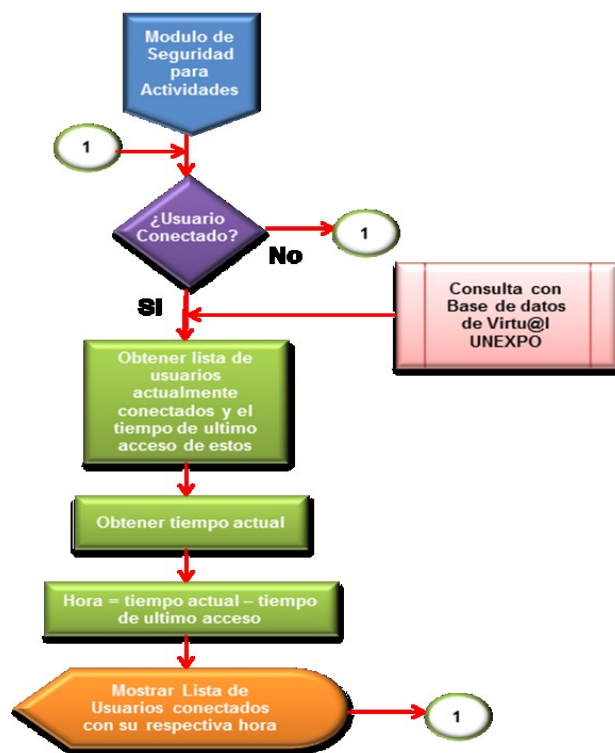 Modulo de
Seguridad
para
Actividades
1
¿Usuario
Conectado?
No
1
SI
Consulta con
Base de datos
de Virtu@l
UNEXPO
Obtener lista de
usuarios
actualmente
conectados y el
tiempo de ultimo
acceso de estos
Obtener tiempo actual
Hora = tiempo actual – tiempo
de ultimo acceso
Mostrar Lista de
Usuarios conectados
con su respectiva hora
1